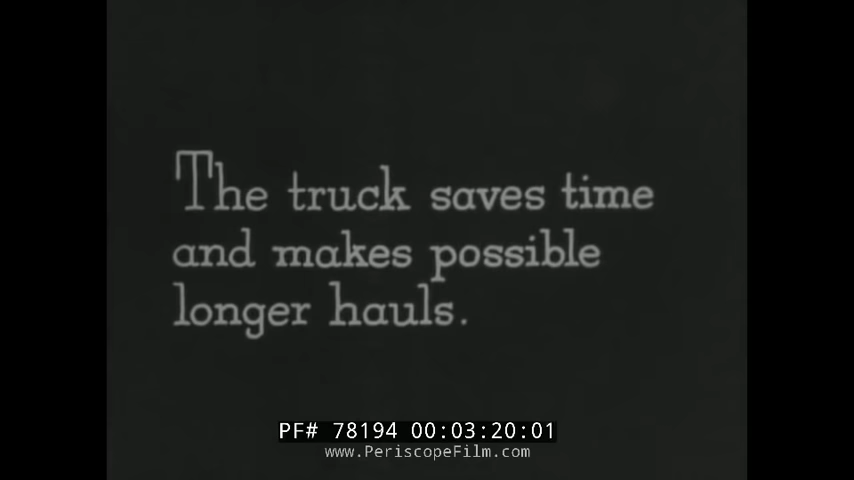 The truck saves time
and makes possible
longer hauls.
PF# 78194 00:03:20:01
www.PeriscopeFilm.com